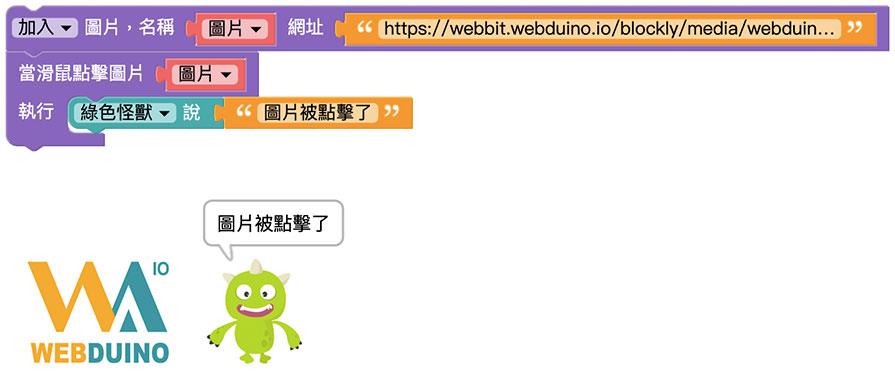 加入 圖片，名稱 圖片 網址 “ https://webbit.webduino.io/blockly/media/webduin... ”
當滑鼠點擊圖片 圖片
執行 綠色怪獸 說 “ 圖片被點擊了 ”
圖片被點擊了
WA IO
WEBDUINO